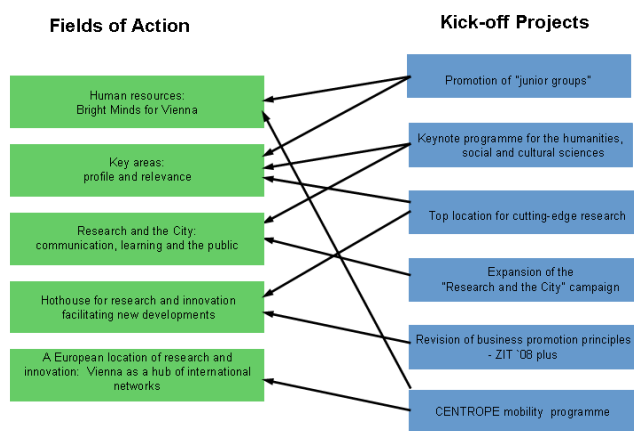 Fields of Action
Kick-off Projects
Human resources:
Bright Minds for Vienna
Key areas:
profile and relevance
Research and the City:
communication, learning and the public
Hothouse for research and innovation
facilitating new developments
A European location of research and
innovation: Vienna as a hub of international
networks
Promotion of "junior groups"
Keynote programme for the humanities,
social and cultural sciences
Top location for cutting-edge research
Expansion of the
"Research and the City" campaign
Revision of business promotion principles
- ZIT `08 plus
CENTROPE mobility programme